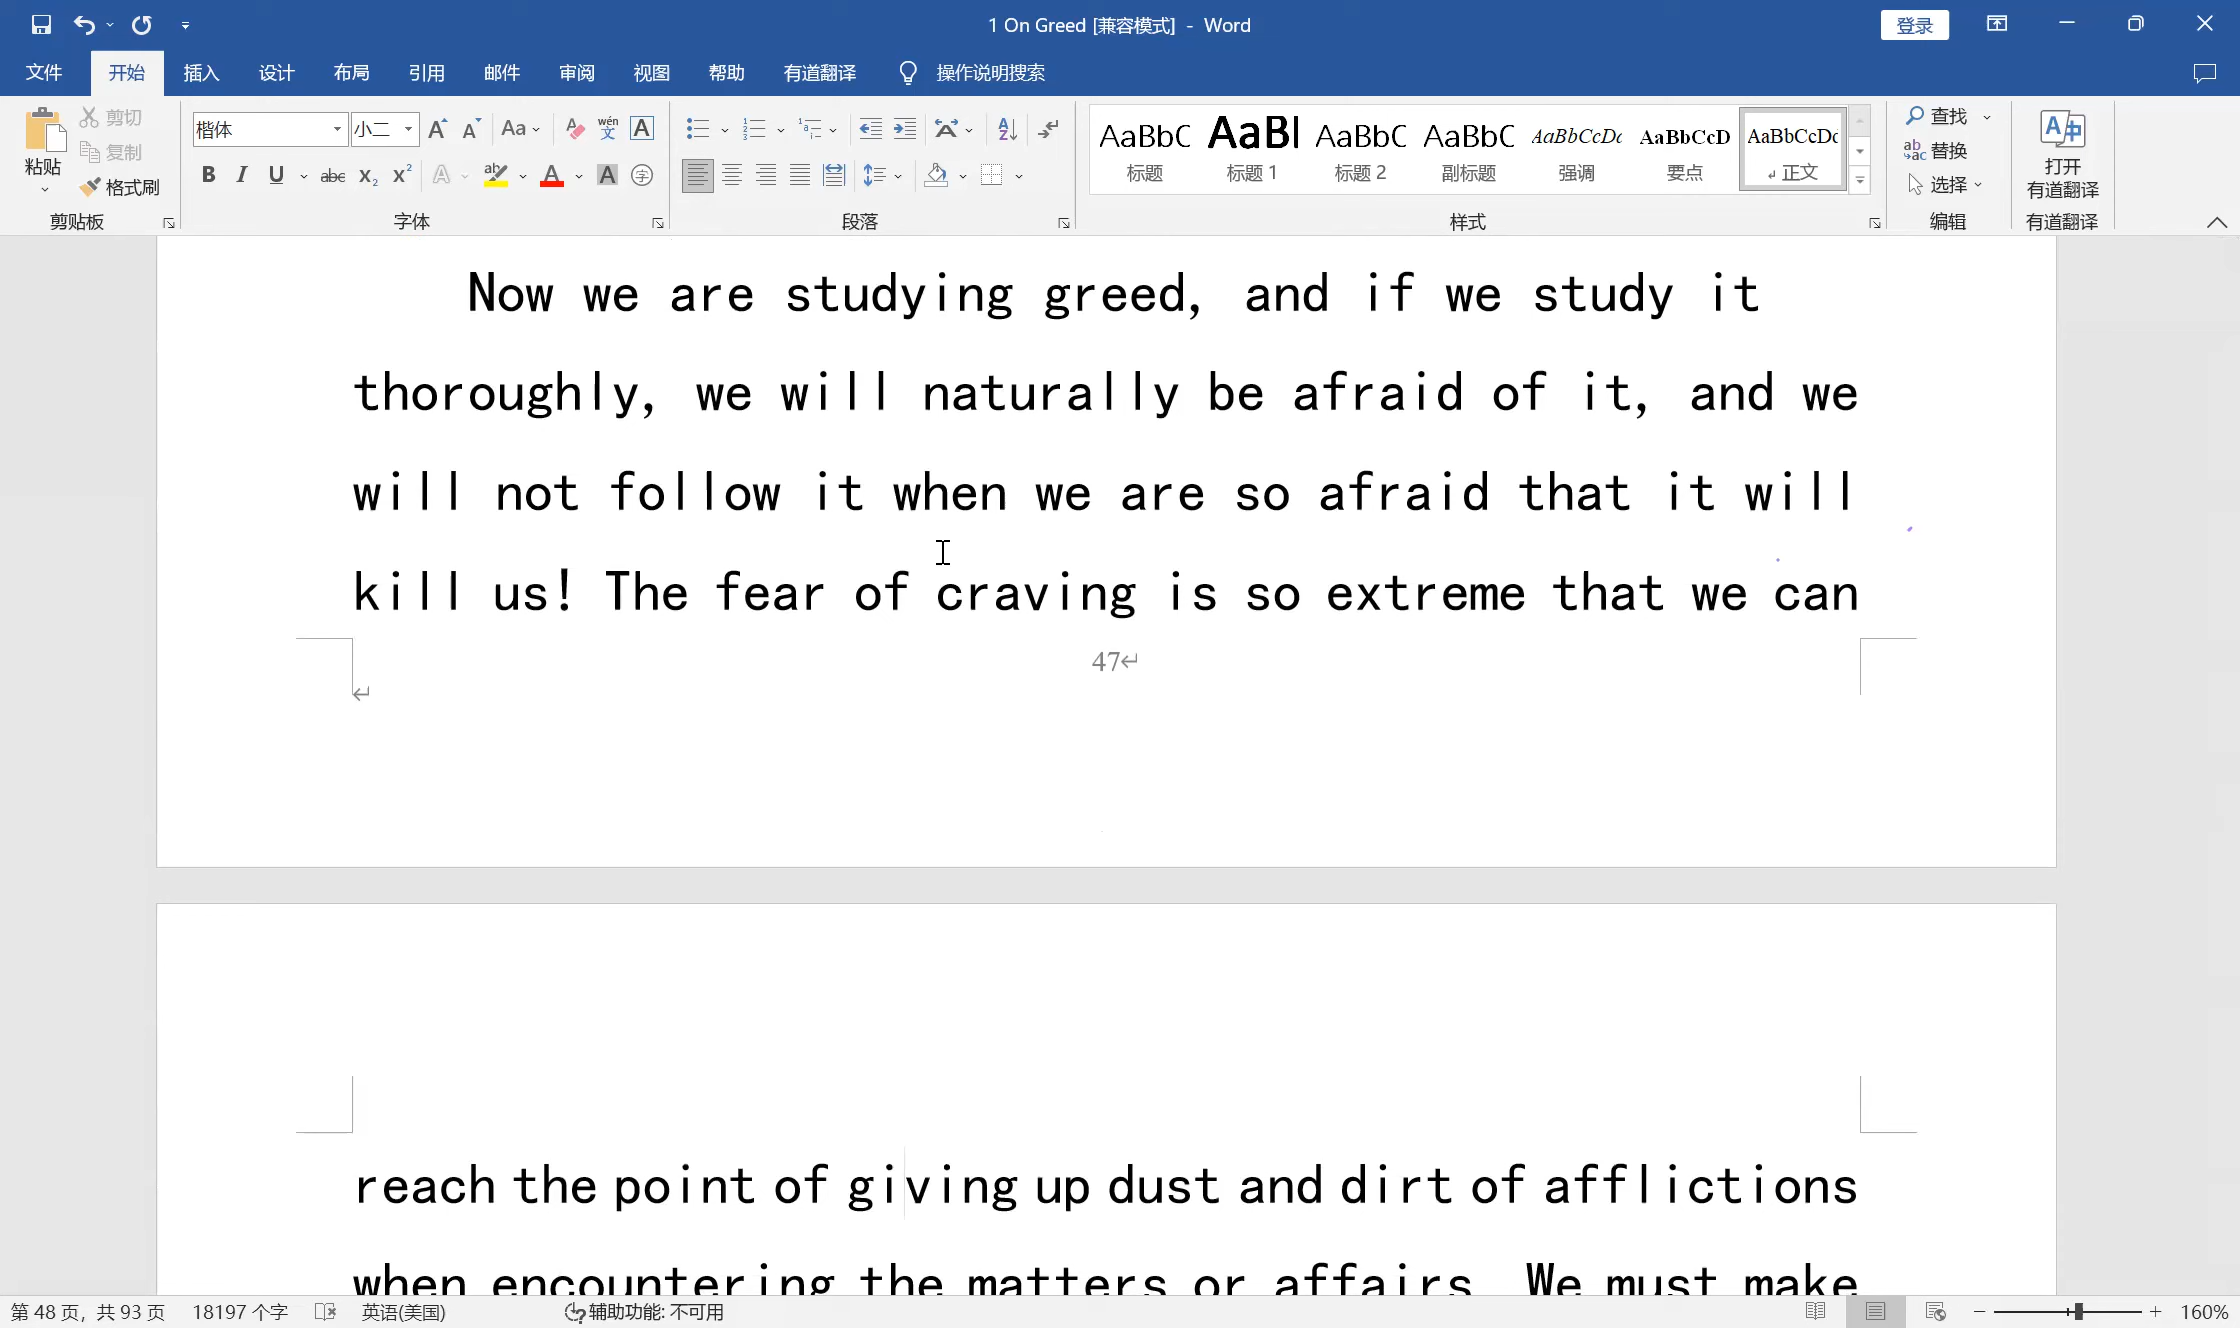 1 On Greed [兼容模式] - Word
登录
文件 开始 插入 设计 布局 引用 邮件 审阅 视图 帮助 有道翻译 操作说明搜索
粘贴 剪切 复制 格式刷 剪贴板
楷体 小二 Aa wén 文 A
B I U abc X₂ X² A ab A A 字
字体
段落
AaBbC AaBl AaBbC AaBbC AaBbCcDc AaBbCcD AaBbCcDc
标题 标题 1 标题 2 副标题 强调 要点 ↲ 正文
样式
查找 替换 选择 编辑
打开 有道翻译 有道翻译
Now we are studying greed, and if we study it
thoroughly, we will naturally be afraid of it, and we
will not follow it when we are so afraid that it will
kill us! The fear of craving is so extreme that we can
47↵
↵
reach the point of giving up dust and dirt of afflictions
when encountering the matters or affairs. We must make
第 48 页，共 93 页 18197 个字 英语(美国) 辅助功能: 不可用 160%